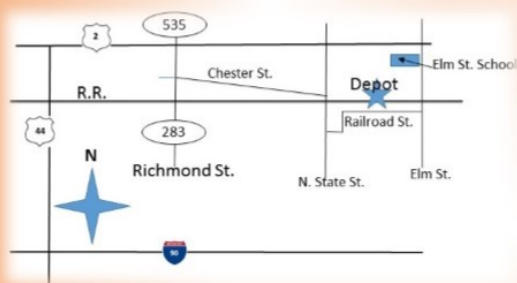 535
2
Elm St. School
Chester St.
Depot
R.R.
Railroad St.
44
283
N
Richmond St.
N. State St.
Elm St.
90